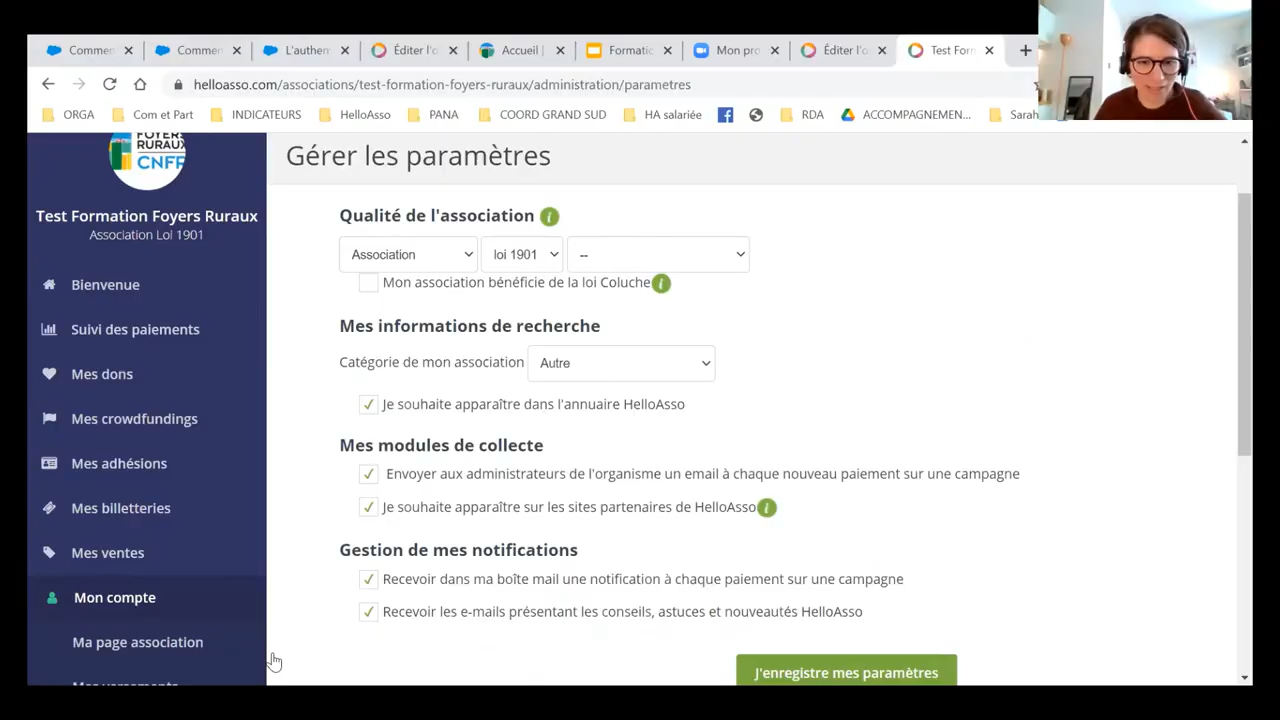 Commen
Commen
L'authen
Éditer l'o
Accueil |
Formatic
Mon pro
Éditer l'o
Test Form
helloasso.com/associations/test-formation-foyers-ruraux/administration/parametres
ORGA
Com et Part
INDICATEURS
HelloAsso
PANA
COORD GRAND SUD
HA salariée
RDA
ACCOMPAGNEMEN...
Sarah
FOYERS
RURAUX
CNFR
Test Formation Foyers Ruraux
Association Loi 1901
Bienvenue
Suivi des paiements
Mes dons
Mes crowdfundings
Mes adhésions
Mes billetteries
Mes ventes
Mon compte
Ma page association
Mes versements
Gérer les paramètres
Qualité de l'association
Association
loi 1901
--
Mon association bénéficie de la loi Coluche
Mes informations de recherche
Catégorie de mon association
Autre
Je souhaite apparaître dans l'annuaire HelloAsso
Mes modules de collecte
Envoyer aux administrateurs de l'organisme un email à chaque nouveau paiement sur une campagne
Je souhaite apparaître sur les sites partenaires de HelloAsso
Gestion de mes notifications
Recevoir dans ma boîte mail une notification à chaque paiement sur une campagne
Recevoir les e-mails présentant les conseils, astuces et nouveautés HelloAsso
J'enregistre mes paramètres